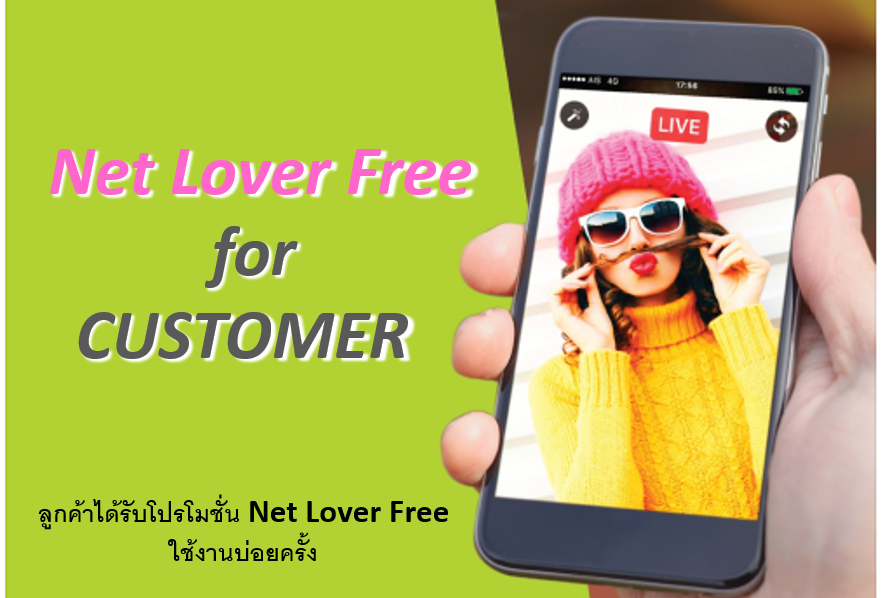 Net Lover Free
for
CUSTOMER
ลูกค้าได้รับโปรโมชั่น Net Lover Free
ใช้งานบ่อยครั้ง
AIS 4G
17:56
85%
LIVE